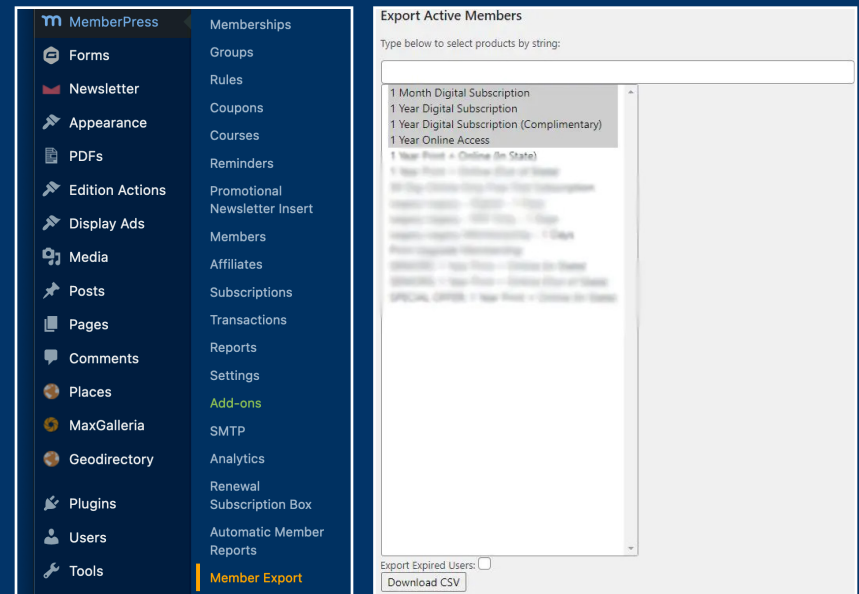 MemberPress
Forms
Newsletter
Appearance
PDFs
Edition Actions
Display Ads
Media
Posts
Pages
Comments
Places
MaxGalleria
Geodirectory
Plugins
Users
Tools
Memberships
Groups
Rules
Coupons
Courses
Reminders
Promotional
Newsletter Insert
Members
Affiliates
Subscriptions
Transactions
Reports
Settings
Add-ons
SMTP
Analytics
Renewal
Subscription Box
Automatic Member
Reports
Member Export
Export Active Members
Type below to select products by string:
1 Month Digital Subscription
1 Year Digital Subscription
1 Year Digital Subscription (Complimentary)
1 Year Online Access
1 Year Print + Online (In State)
Export Expired Users:
Download CSV